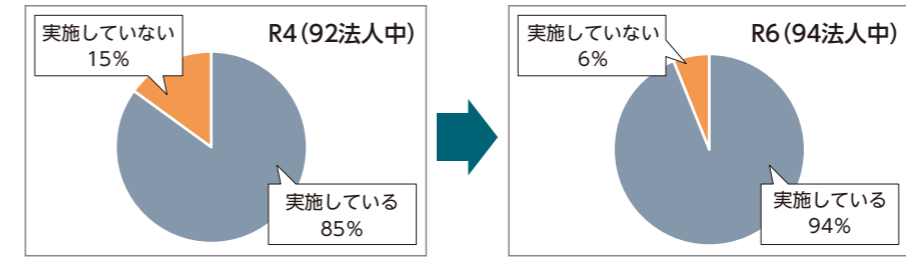 R4(92法人中)
実施していない
15%
実施している
85%
R6(94法人中)
実施していない
6%
実施している
94%